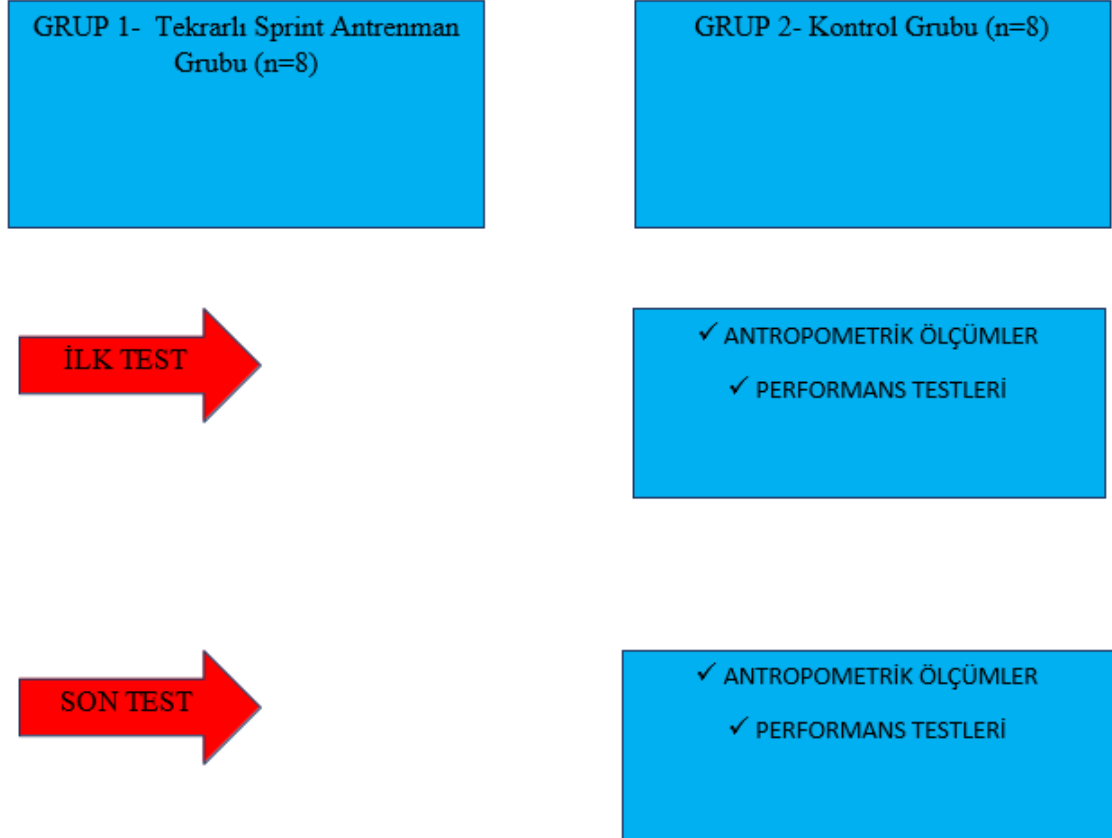 GRUP 1- Tekrarlı Sprint Antrenman
Grubu (n=8)
GRUP 2- Kontrol Grubu (n=8)
İLK TEST
✓ ANTROPOMETRİK ÖLÇÜMLER
✓ PERFORMANS TESTLERİ
SON TEST
✓ ANTROPOMETRİK ÖLÇÜMLER
✓ PERFORMANS TESTLERİ